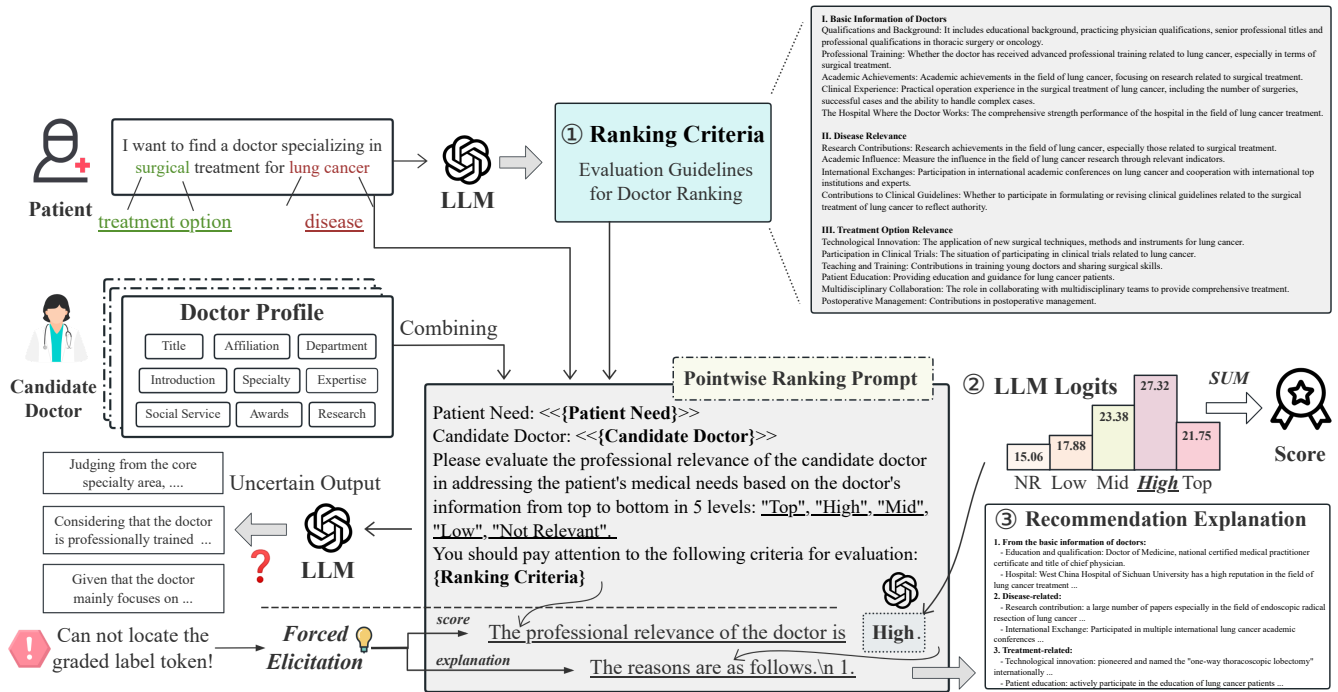 I. Basic Information of Doctors
Qualifications and Background: It includes educational background, practicing physician qualifications, senior professional titles and
professional qualifications in thoracic surgery or oncology.
Professional Training: Whether the doctor has received advanced professional training related to lung cancer, especially in terms of
surgical treatment.
Academic Achievements: Academic achievements in the field of lung cancer, focusing on research related to surgical treatment.
Clinical Experience: Practical operation experience in the surgical treatment of lung cancer, including the number of surgeries,
successful cases and the ability to handle complex cases.
The Hospital Where the Doctor Works: The comprehensive strength performance of the hospital in the field of lung cancer treatment.
II. Disease Relevance
Research Contributions: Research achievements in the field of lung cancer, especially those related to surgical treatment.
Academic Influence: Measure the influence in the field of lung cancer research through relevant indicators.
International Exchanges: Participation in international academic conferences on lung cancer and cooperation with international top
institutions and experts.
Contributions to Clinical Guidelines: Whether to participate in formulating or revising clinical guidelines related to the surgical
treatment of lung cancer to reflect authority.
III. Treatment Option Relevance
Technological Innovation: The application of new surgical techniques, methods and instruments for lung cancer.
Participation in Clinical Trials: The situation of participating in clinical trials related to lung cancer.
Teaching and Training: Contributions in training young doctors and sharing surgical skills.
Patient Education: Providing education and guidance for lung cancer patients.
Multidisciplinary Collaboration: The role in collaborating with multidisciplinary teams to provide comprehensive treatment.
Postoperative Management: Contributions in postoperative management.
Patient
I want to find a doctor specializing in
surgical treatment for lung cancer
treatment option
disease
LLM
① Ranking Criteria
Evaluation Guidelines
for Doctor Ranking
Candidate
Doctor
Doctor Profile
Title
Affiliation
Department
Introduction
Specialty
Expertise
Social Service
Awards
Research
Combining
Pointwise Ranking Prompt
Patient Need: <<{Patient Need}>>
Candidate Doctor: <<{Candidate Doctor}>>
Please evaluate the professional relevance of the candidate doctor
in addressing the patient's medical needs based on the doctor's
information from top to bottom in 5 levels: "Top", "High", "Mid",
"Low", "Not Relevant".
You should pay attention to the following criteria for evaluation:
{Ranking Criteria}
score
The professional relevance of the doctor is
High.
explanation
The reasons are as follows.\n 1.
Judging from the core
specialty area, ....
Considering that the doctor
is professionally trained ...
Given that the doctor
mainly focuses on ...
Uncertain Output
?
LLM
!
Can not locate the
graded label token!
Forced
Elicitation
② LLM Logits
15.06
17.88
23.38
27.32
21.75
NR
Low
Mid
High
Top
SUM
Score
③ Recommendation Explanation
1. From the basic information of doctors:
- Education and qualification: Doctor of Medicine, national certified medical practitioner
certificate and title of chief physician.
- Hospital: West China Hospital of Sichuan University has a high reputation in the field of
lung cancer treatment ...
2. Disease-related:
- Research contribution: a large number of papers especially in the field of endoscopic radical
resection of lung cancer ...
- International Exchange: Participated in multiple international lung cancer academic
conferences ...
3. Treatment-related:
- Technological innovation: pioneered and named the "one-way thoracoscopic lobectomy"
internationally ...
- Patient education: actively participate in the education of lung cancer patients ...